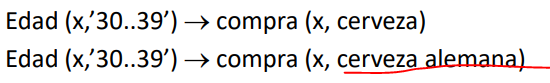 Edad (x,’30..39’) → compra (x, cerveza)
Edad (x,’30..39’) → compra (x, cerveza alemana)